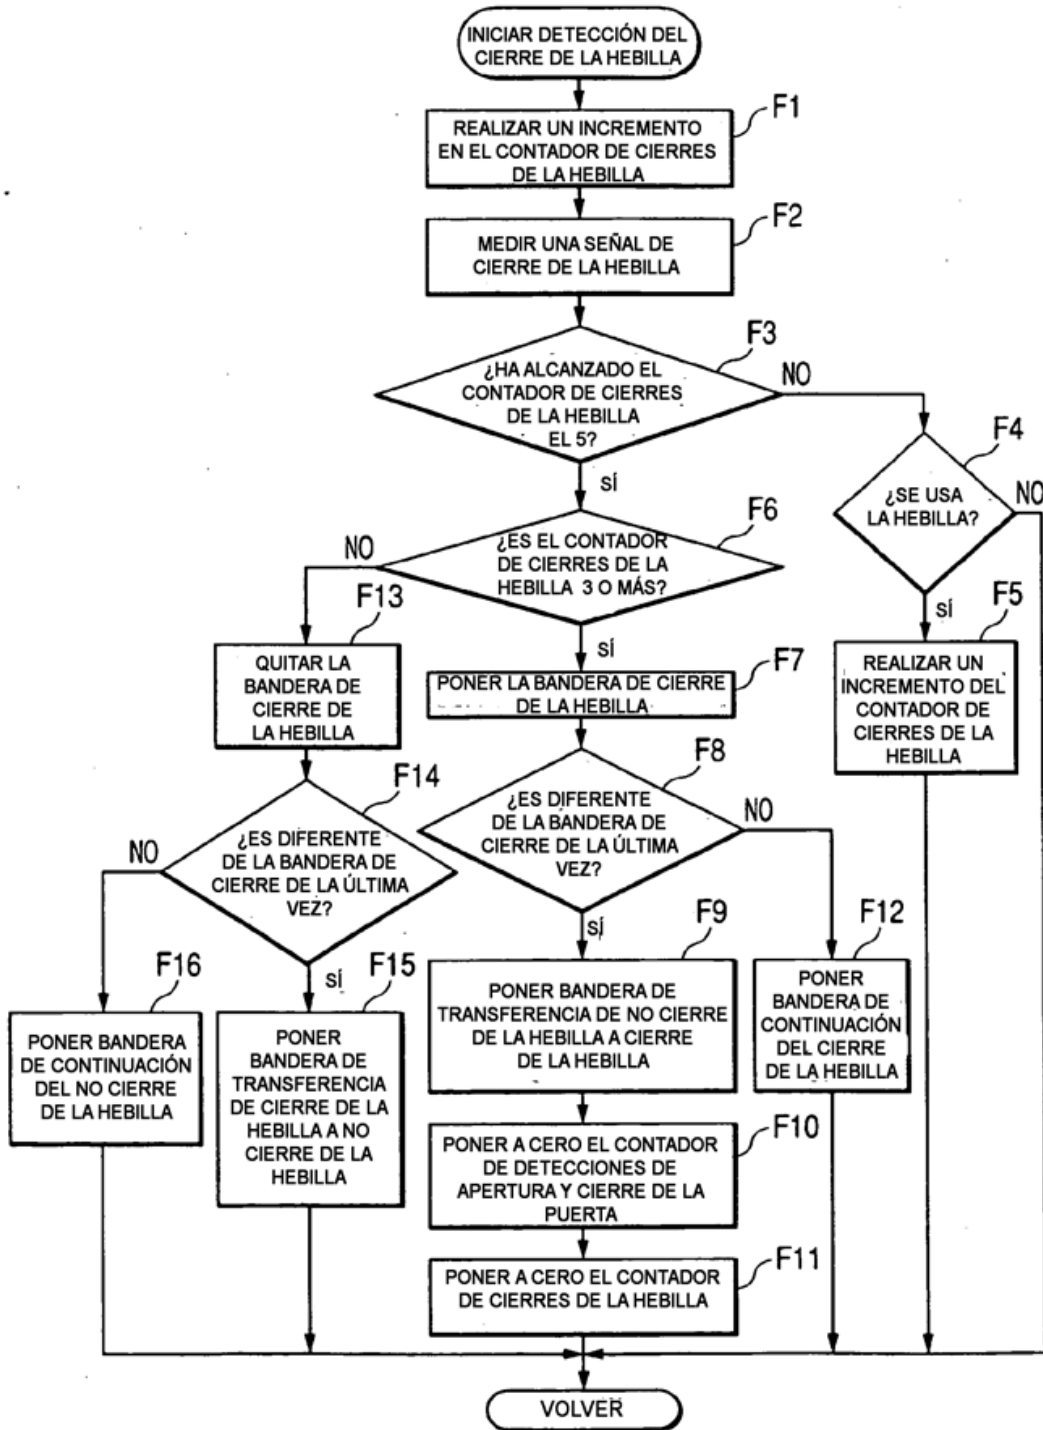 INICIAR DETECCIÓN DEL
CIERRE DE LA HEBILLA
F1
REALIZAR UN INCREMENTO
EN EL CONTADOR DE CIERRES
DE LA HEBILLA
F2
MEDIR UNA SEÑAL DE
CIERRE DE LA HEBILLA
F3
¿HA ALCANZADO EL
CONTADOR DE CIERRES
DE LA HEBILLA
EL 5?
NO
SÍ
F4
¿SE USA
LA HEBILLA?
NO
SÍ
F5
REALIZAR UN
INCREMENTO DEL
CONTADOR DE
CIERRES DE LA
HEBILLA
F6
¿ES EL CONTADOR
DE CIERRES DE LA
HEBILLA 3 O MÁS?
NO
SÍ
F13
QUITAR LA
BANDERA DE
CIERRE DE
LA HEBILLA
F7
PONER LA BANDERA DE CIERRE
DE LA HEBILLA
F14
¿ES DIFERENTE
DE LA BANDERA DE
CIERRE DE LA ÚLTIMA
VEZ?
NO
SÍ
F8
¿ES DIFERENTE
DE LA BANDERA DE
CIERRE DE LA ÚLTIMA
VEZ?
NO
SÍ
F16
PONER BANDERA
DE CONTINUACIÓN
DEL NO CIERRE
DE LA HEBILLA
F15
PONER
BANDERA DE
TRANSFERENCIA
DE CIERRE DE LA
HEBILLA A NO
CIERRE DE LA
HEBILLA
F9
PONER BANDERA DE
TRANSFERENCIA DE NO CIERRE
DE LA HEBILLA A CIERRE
DE LA HEBILLA
F12
PONER
BANDERA DE
CONTINUACIÓN
DEL CIERRE
DE LA HEBILLA
F10
PONER A CERO EL CONTADOR
DE DETECCIONES DE
APERTURA Y CIERRE DE LA
PUERTA
F11
PONER A CERO EL CONTADOR
DE CIERRES DE LA HEBILLA
VOLVER